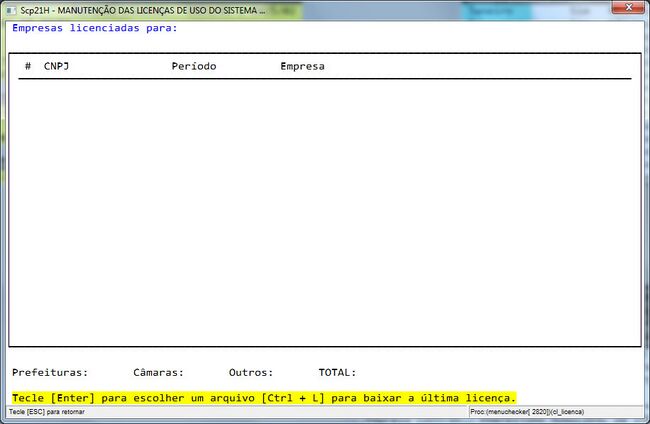 Scp21H - MANUTENÇÃO DAS LICENÇAS DE USO DO SISTEMA ...
Empresas licenciadas para:
# CNPJ Período Empresa
Prefeituras: Câmaras: Outros: TOTAL:
Tecle [Enter] para escolher um arquivo [Ctrl + L] para baixar a última licença.
Tecle [ESC] para retornar Proc:(menuchecker[ 2820])(cl_licenca)